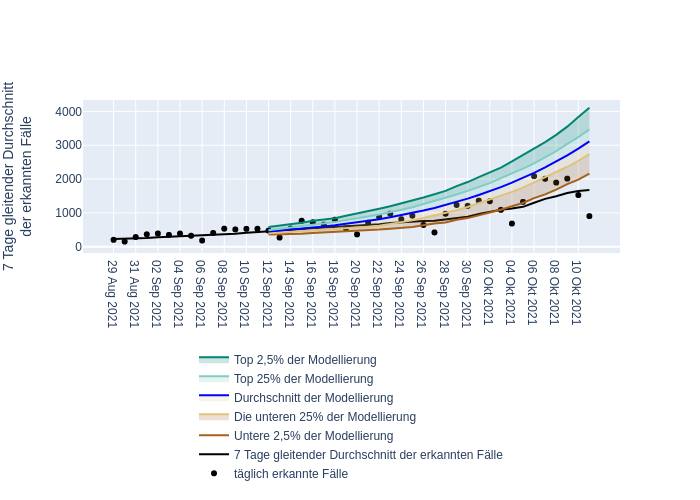 7 Tage gleitender Durchschnitt
der erkannten Fälle
4000
3000
2000
1000
0
29 Aug 2021
31 Aug 2021
02 Sep 2021
04 Sep 2021
06 Sep 2021
08 Sep 2021
10 Sep 2021
12 Sep 2021
14 Sep 2021
16 Sep 2021
18 Sep 2021
20 Sep 2021
22 Sep 2021
24 Sep 2021
26 Sep 2021
28 Sep 2021
30 Sep 2021
02 Okt 2021
04 Okt 2021
06 Okt 2021
08 Okt 2021
10 Okt 2021
Top 2,5% der Modellierung
Top 25% der Modellierung
Durchschnitt der Modellierung
Die unteren 25% der Modellierung
Untere 2,5% der Modellierung
7 Tage gleitender Durchschnitt der erkannten Fälle
täglich erkannte Fälle